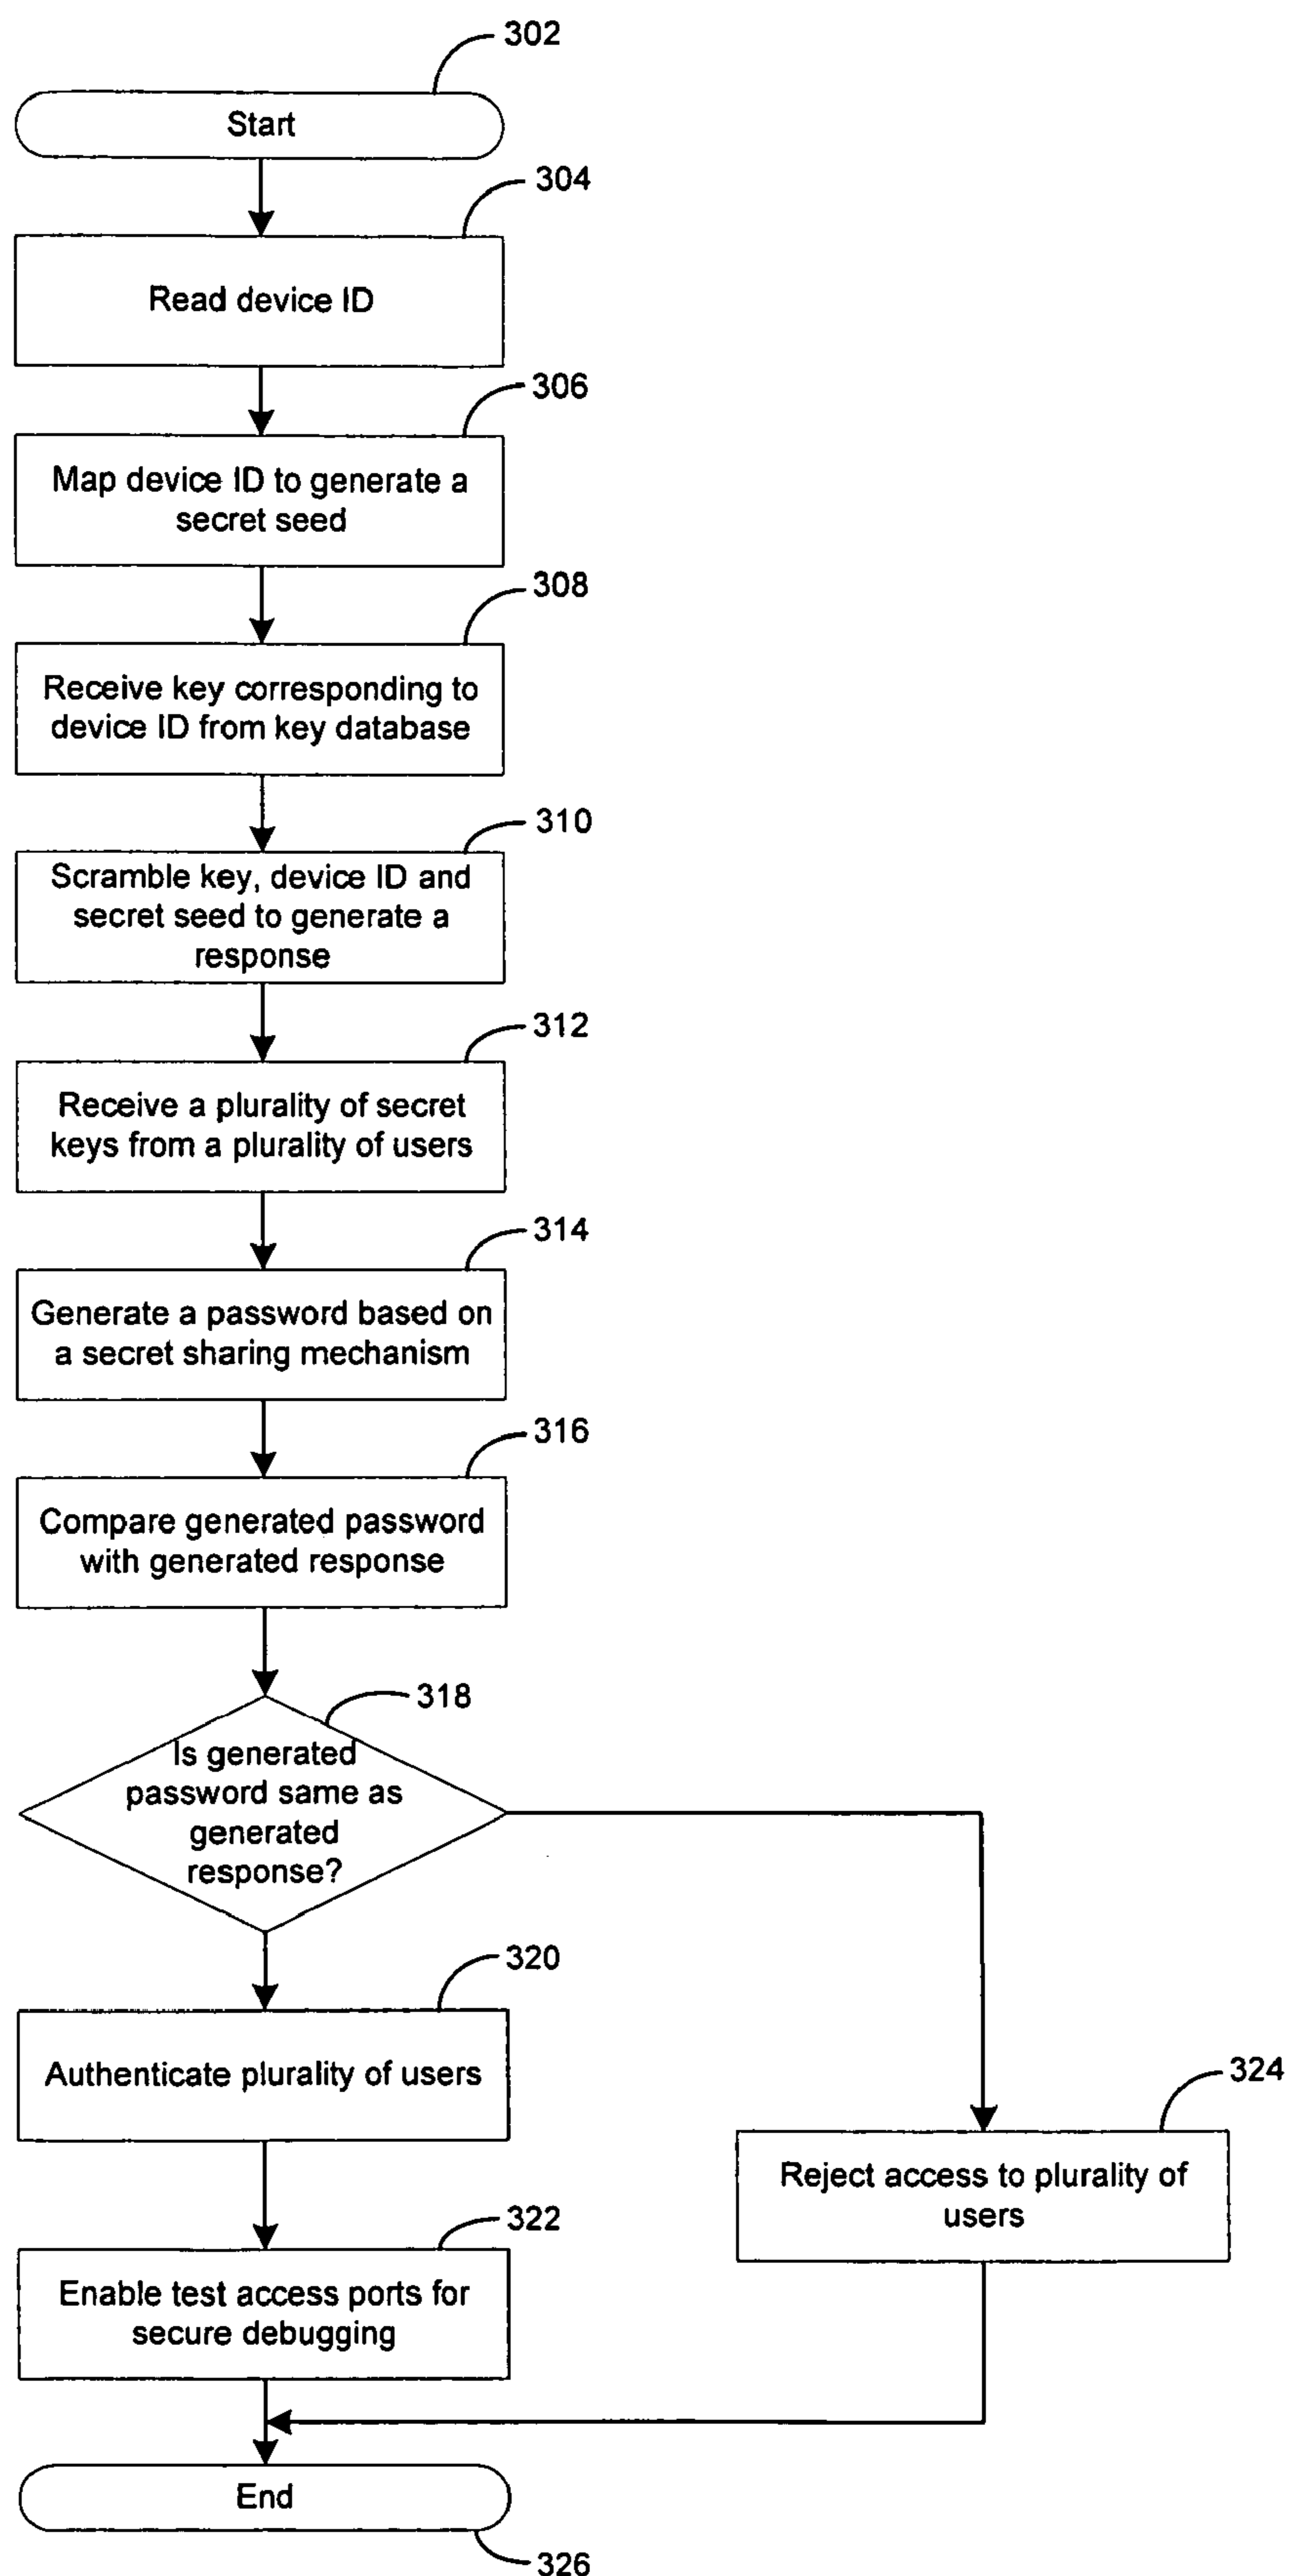 302
Start
304
Read device ID
306
Map device ID to generate a
secret seed
308
Receive key corresponding to
device ID from key database
310
Scramble key, device ID and
secret seed to generate a
response
312
Receive a plurality of secret
keys from a plurality of users
314
Generate a password based on
a secret sharing mechanism
316
Compare generated password
with generated response
318
Is generated
password same as
generated
response?
320
Authenticate plurality of users
324
Reject access to plurality of
users
322
Enable test access ports for
secure debugging
End
326